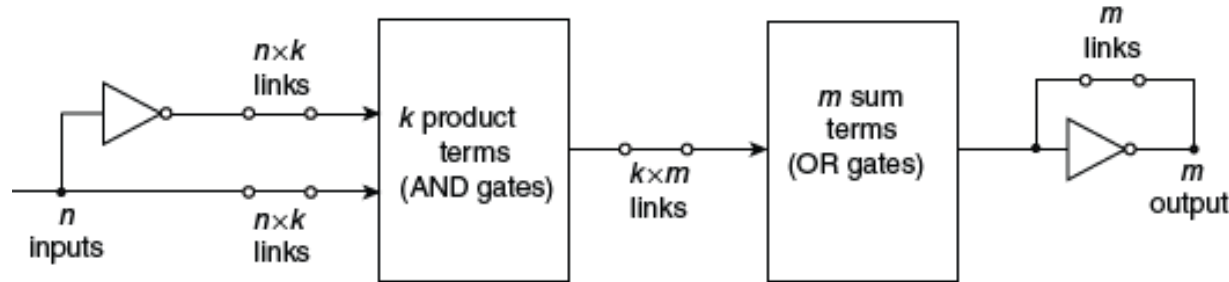 n×k
links
n
inputs
n×k
links
k product
terms
(AND gates)
k×m
links
m sum
terms
(OR gates)
m
links
m
output